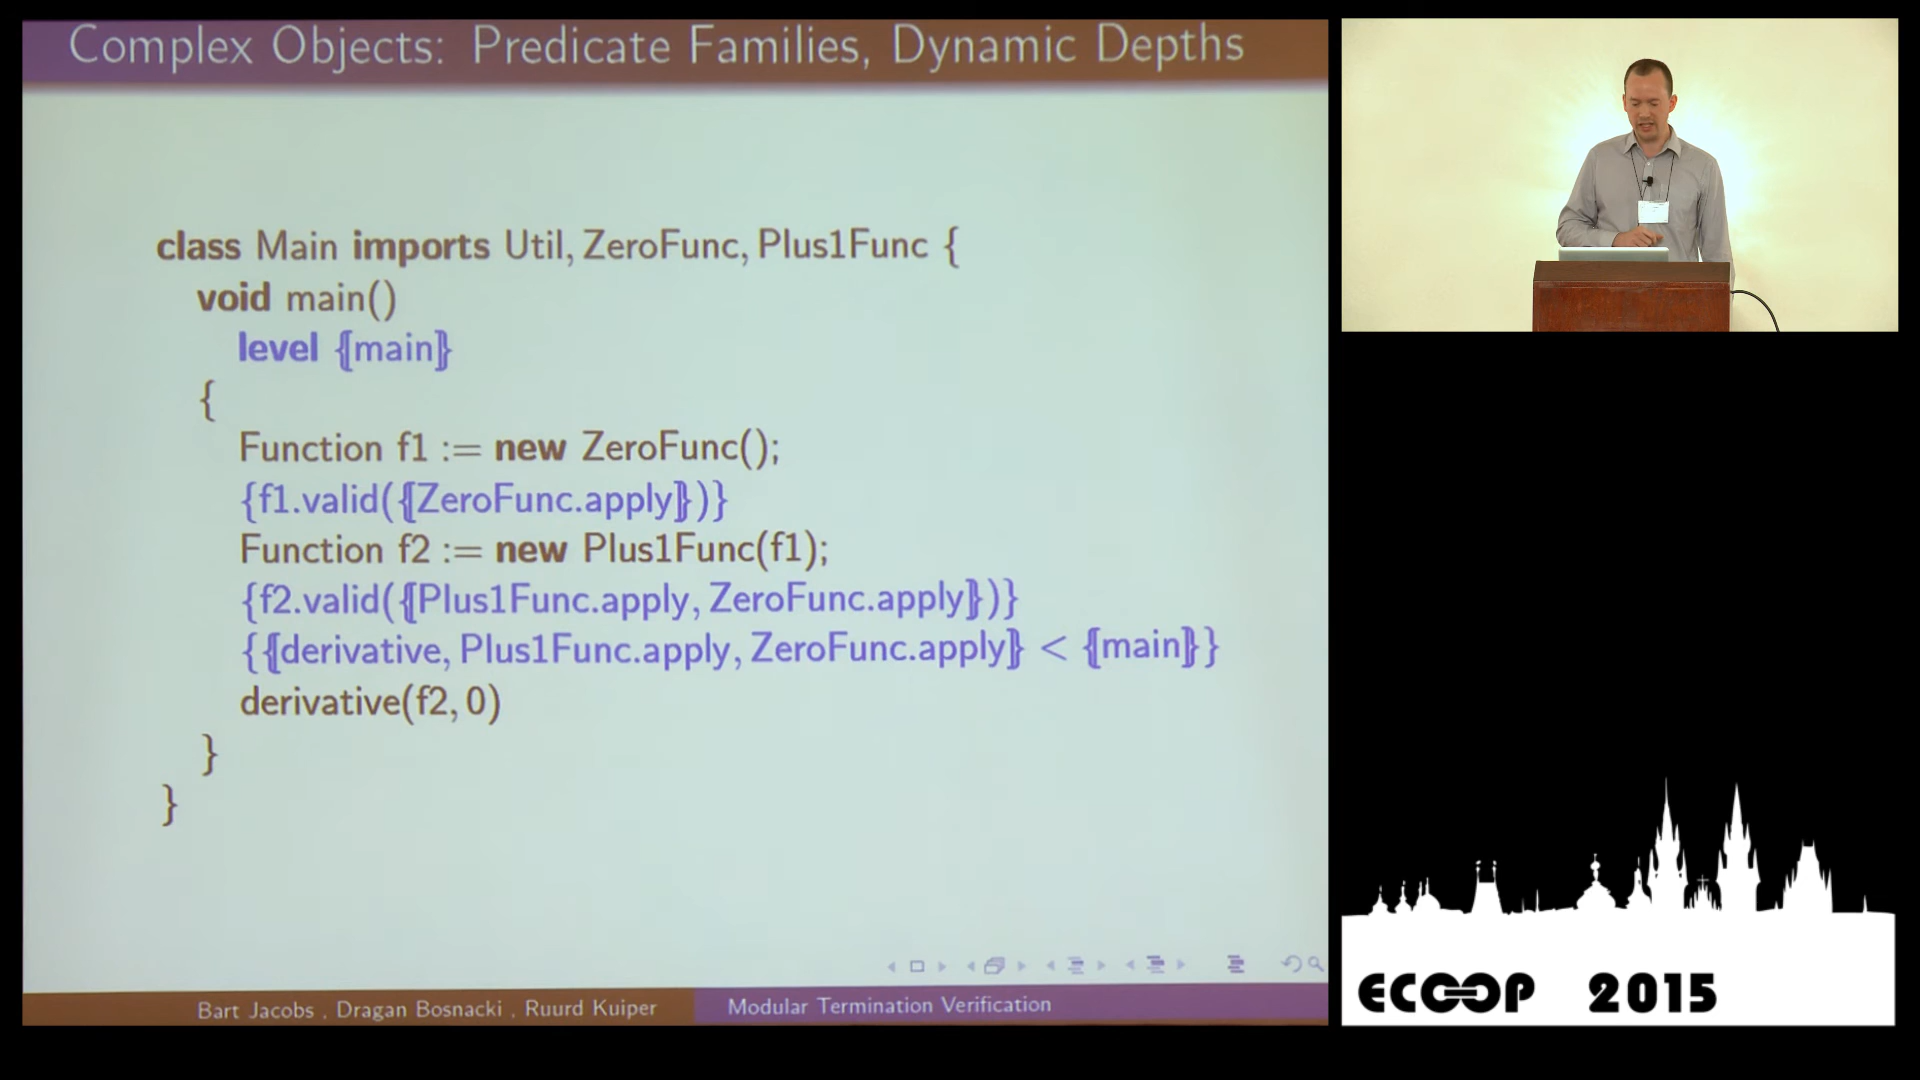 Complex Objects: Predicate Families, Dynamic Depths
class Main imports Util, ZeroFunc, Plus1Func {
void main()
level ⦃main⦄
{
Function f1 := new ZeroFunc();
{f1.valid(⦃ZeroFunc.apply⦄)}
Function f2 := new Plus1Func(f1);
{f2.valid(⦃Plus1Func.apply, ZeroFunc.apply⦄)}
{⦃derivative, Plus1Func.apply, ZeroFunc.apply⦄ < ⦃main⦄}
derivative(f2, 0)
}
}
Bart Jacobs , Dragan Bosnacki , Ruurd Kuiper
Modular Termination Verification
ECOOP 2015